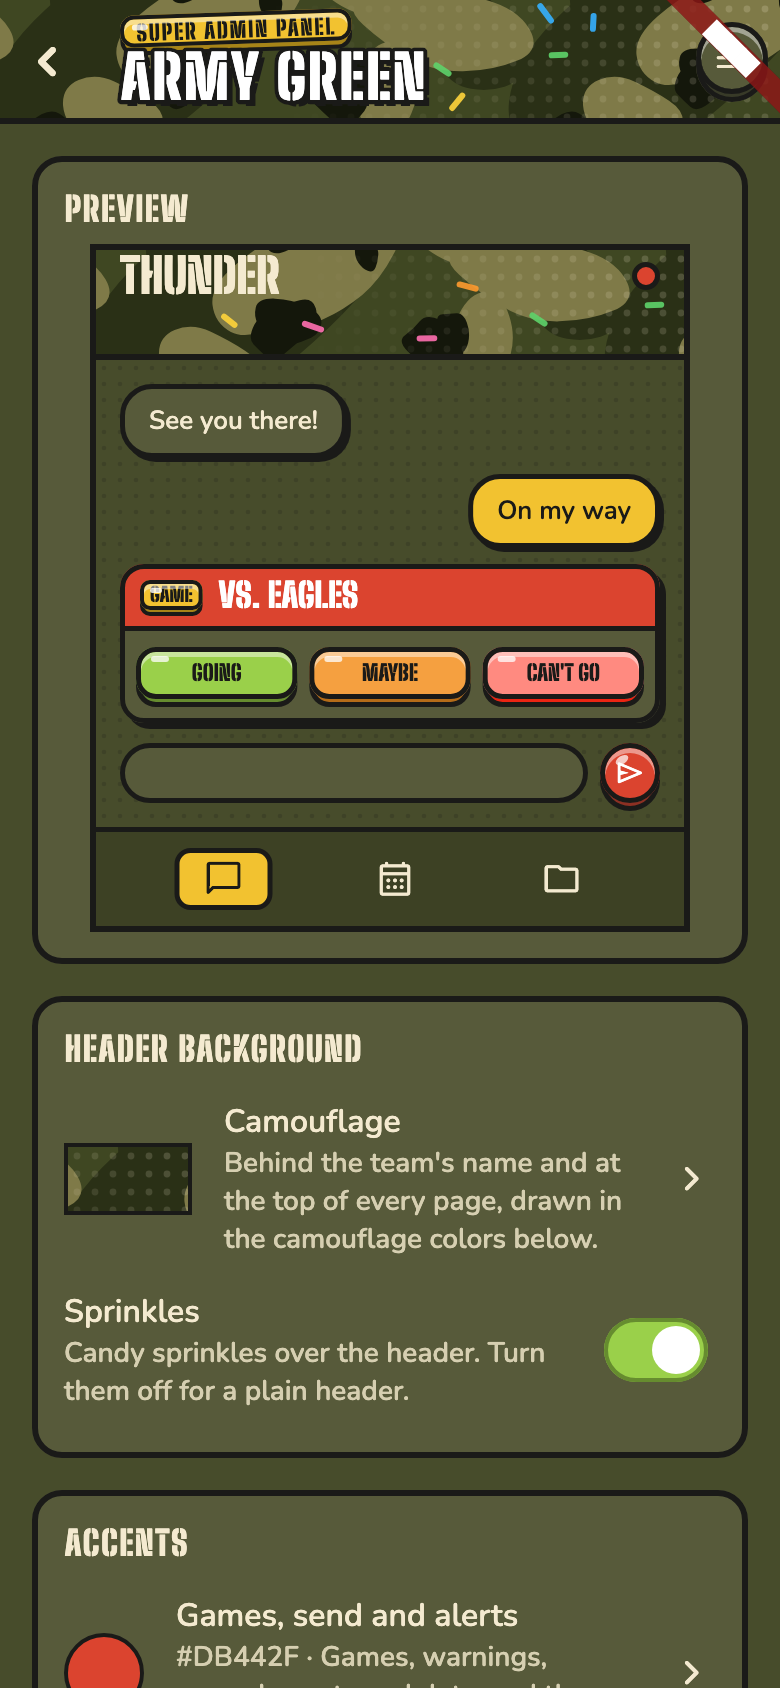 SUPER ADMIN PANEL
ARMY GREEN
PREVIEW
THUNDER
See you there!
On my way
GAME
VS. EAGLES
GOING
MAYBE
CAN'T GO
HEADER BACKGROUND
Camouflage
Behind the team's name and at
the top of every page, drawn in
the camouflage colors below.
Sprinkles
Candy sprinkles over the header. Turn
them off for a plain header.
ACCENTS
Games, send and alerts
#DB442F · Games, warnings,